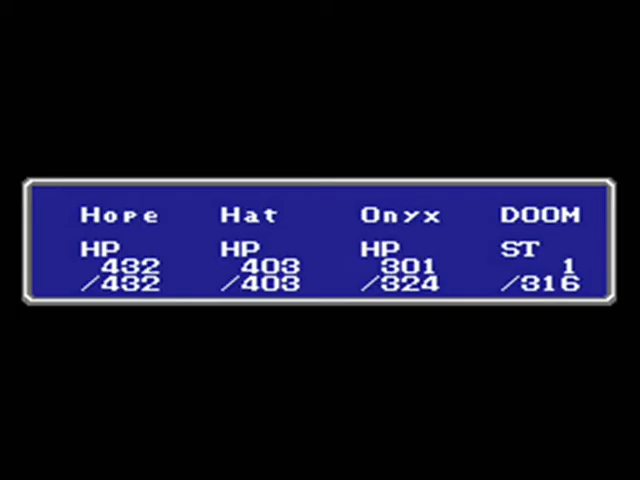 Hope Hat Onyx DOOM
HP HP HP ST
432 403 301 1
/432 /403 /324 /316